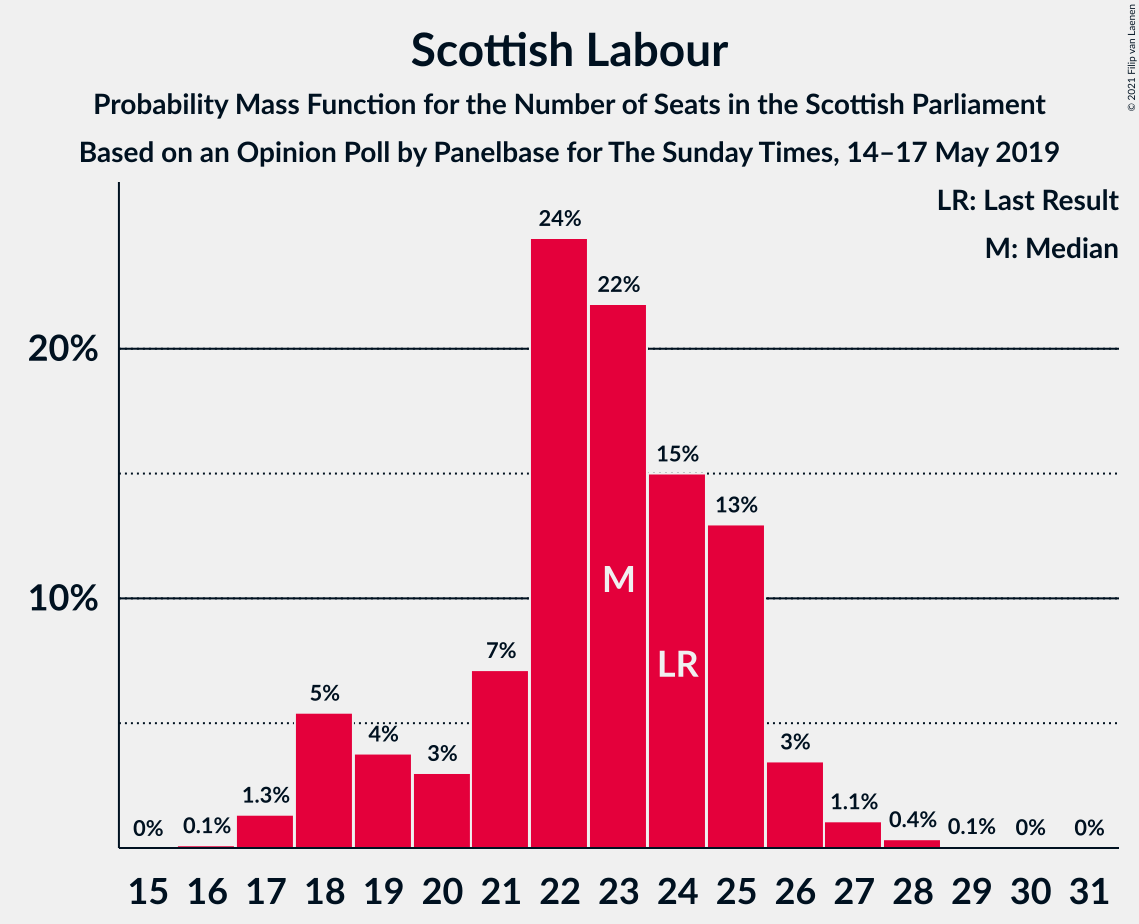 Scottish Labour
Probability Mass Function for the Number of Seats in the Scottish Parliament
Based on an Opinion Poll by Panelbase for The Sunday Times, 14–17 May 2019
© 2021 Filip van Laenen
LR: Last Result
M: Median
20%
10%
0%
0.1%
1.3%
5%
4%
3%
7%
24%
22%
15%
13%
3%
1.1%
0.4%
0.1%
0%
0%
M
LR
15 16 17 18 19 20 21 22 23 24 25 26 27 28 29 30 31